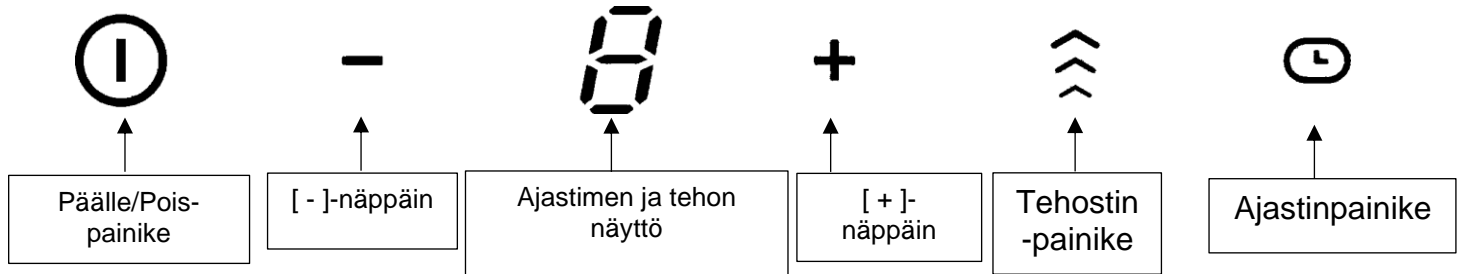 Päälle/Pois-
painike
[ - ]-näppäin
Ajastimen ja tehon
näyttö
[ + ]-
näppäin
Tehostin
-painike
Ajastinpainike